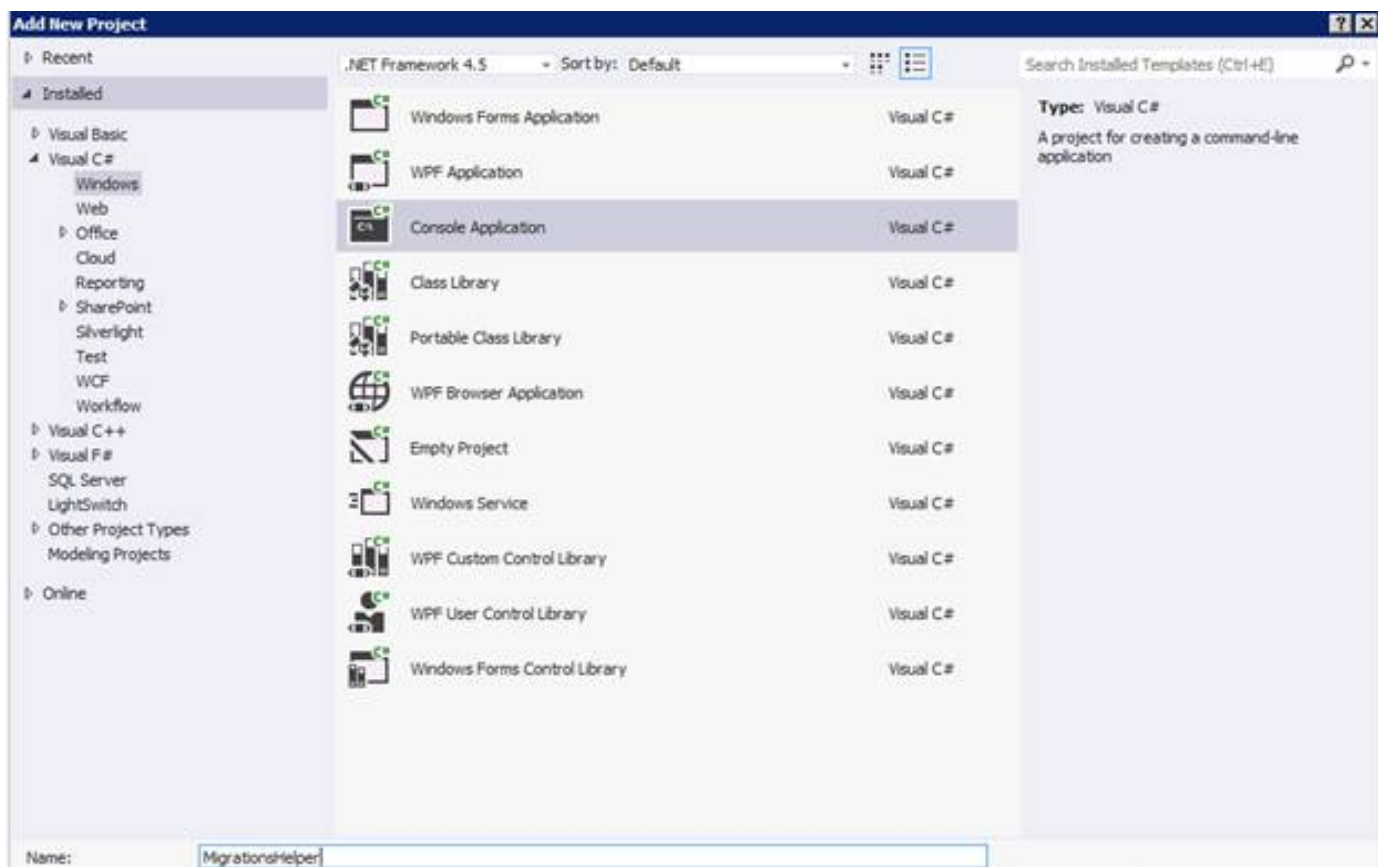 Add New Project
Recent
.NET Framework 4.5
Sort by: Default
Search Installed Templates (Ctrl+E)
Installed
Visual Basic
Visual C#
Windows
Web
Office
Cloud
Reporting
SharePoint
Silverlight
Test
WCF
Workflow
Visual C++
Visual F#
SQL Server
LightSwitch
Other Project Types
Modeling Projects
Online
Windows Forms Application Visual C#
WPF Application Visual C#
Console Application Visual C#
Class Library Visual C#
Portable Class Library Visual C#
WPF Browser Application Visual C#
Empty Project Visual C#
Windows Service Visual C#
WPF Custom Control Library Visual C#
WPF User Control Library Visual C#
Windows Forms Control Library Visual C#
Type: Visual C#
A project for creating a command-line
application
Name: MigrationsHelper